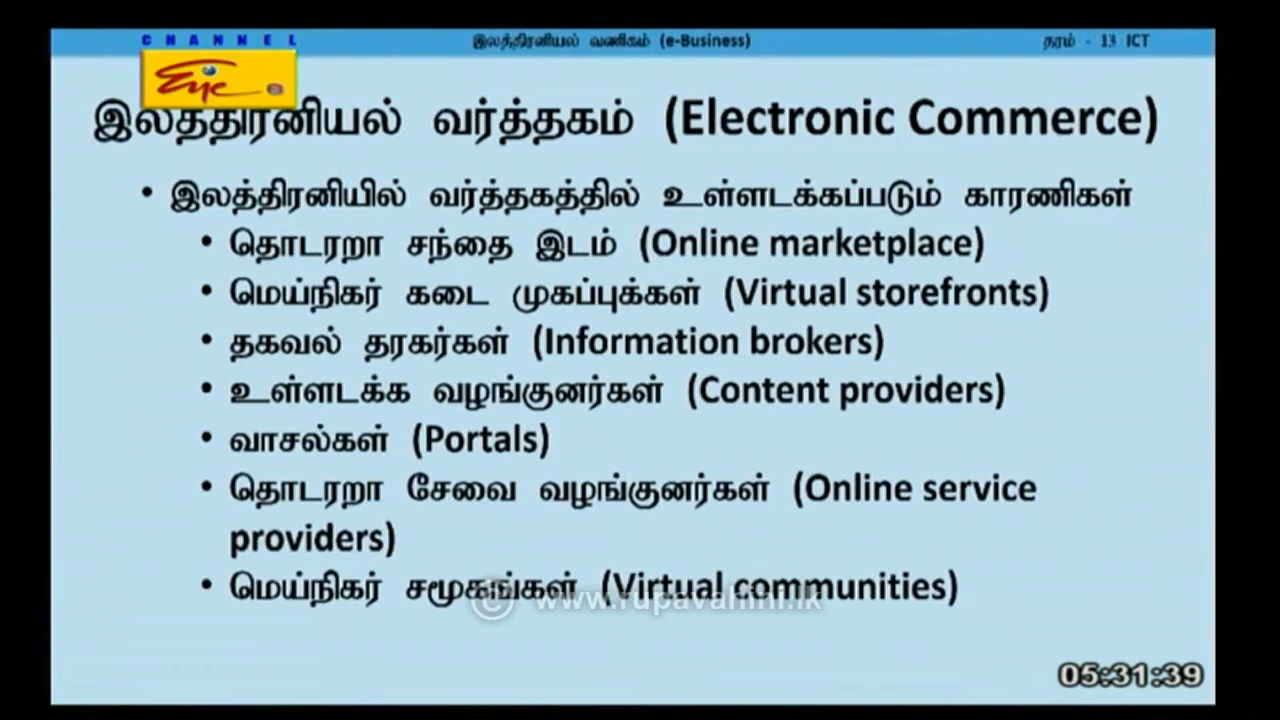 CHANNEL
Eye
இலத்திரனியல் வணிகம் (e-Business)
தரம் - 13 ICT
இலத்திரனியல் வர்த்தகம் (Electronic Commerce)
• இலத்திரனியில் வர்த்தகத்தில் உள்ளடக்கப்படும் காரணிகள்
• தொடரறா சந்தை இடம் (Online marketplace)
• மெய்நிகர் கடை முகப்புக்கள் (Virtual storefronts)
• தகவல் தரகர்கள் (Information brokers)
• உள்ளடக்க வழங்குனர்கள் (Content providers)
• வாசல்கள் (Portals)
• தொடரறா சேவை வழங்குனர்கள் (Online service
providers)
• மெய்நிகர் சமூகங்கள் (Virtual communities)
© www.rupavahini.lk
05:31:39